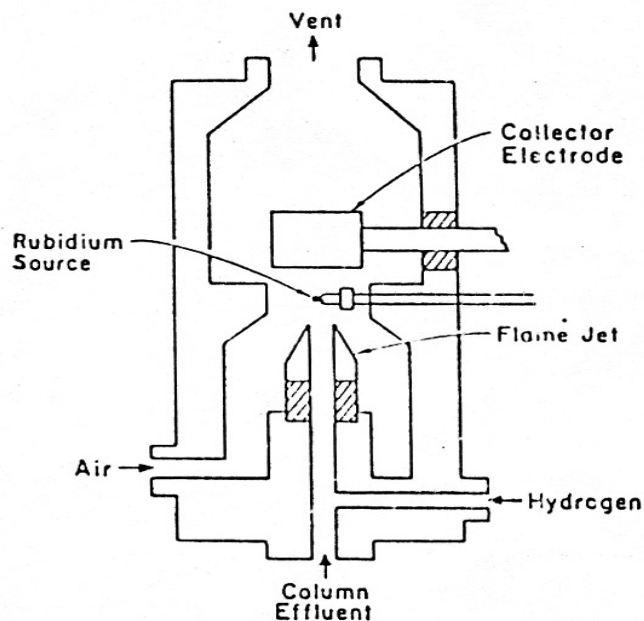 Vent
Collector
Electrode
Rubidium
Source
Flame Jet
Air
Hydrogen
Column
Effluent